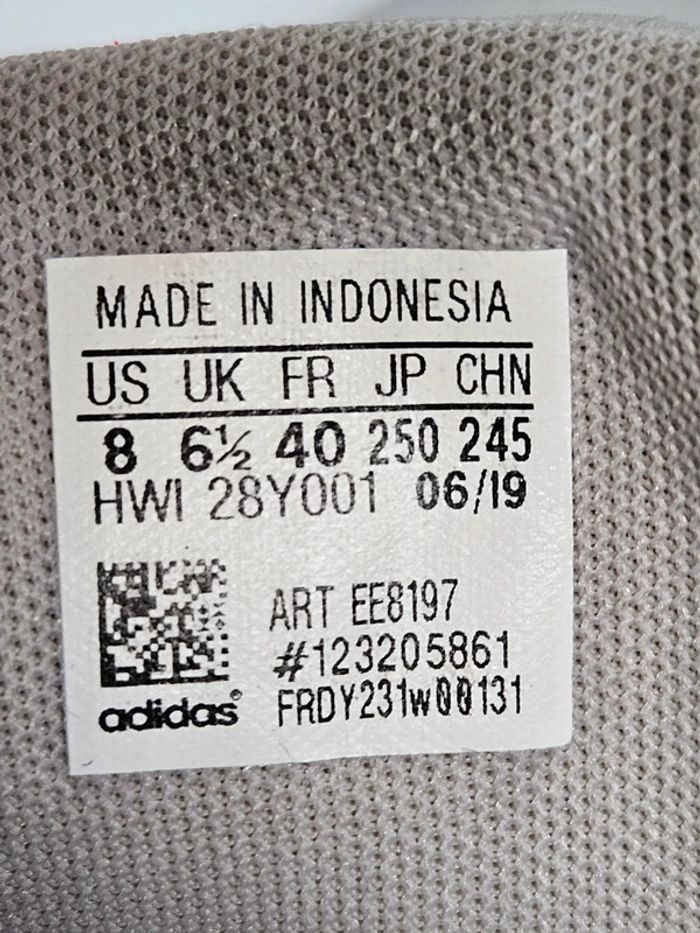 MADE IN INDONESIA
US UK FR JP CHN
8 6½ 40 250 245
HWI 28Y001 06/19
ART EE8197
#123205861
adidas® FRDY231w00131